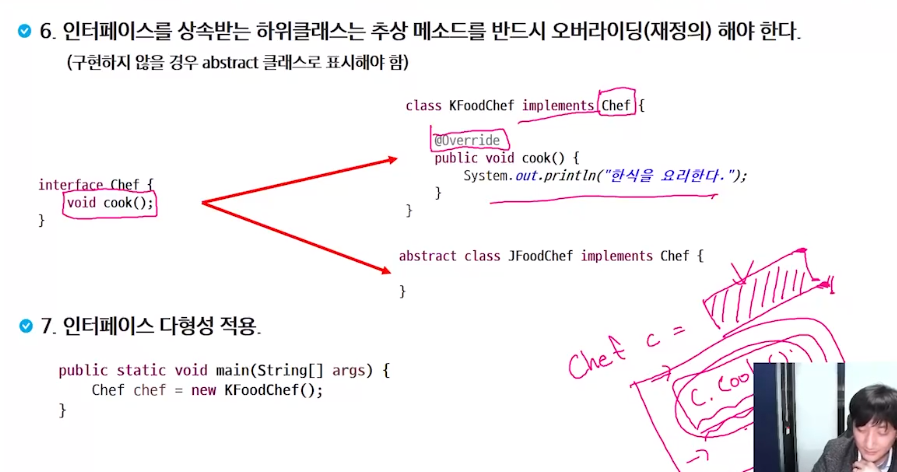 6. 인터페이스를 상속받는 하위클래스는 추상 메소드를 반드시 오버라이딩(재정의) 해야 한다.
(구현하지 않을 경우 abstract 클래스로 표시해야 함)
interface Chef {
void cook();
}
class KFoodChef implements Chef {
@Override
public void cook() {
System.out.println("한식을 요리한다.");
}
}
abstract class JFoodChef implements Chef {
}
7. 인터페이스 다형성 적용.
public static void main(String[] args) {
Chef chef = new KFoodChef();
}
Chef c =